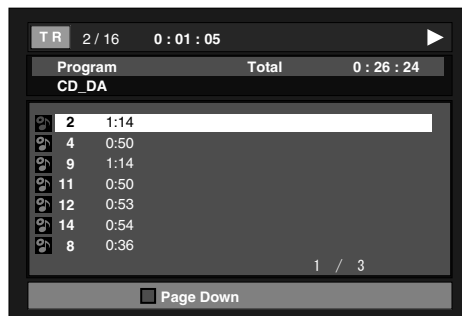 TR 2 / 16 0 : 01 : 05
Program Total 0 : 26 : 24
CD_DA
2 1:14
4 0:50
9 1:14
11 0:50
12 0:53
14 0:54
8 0:36
1 / 3
Page Down